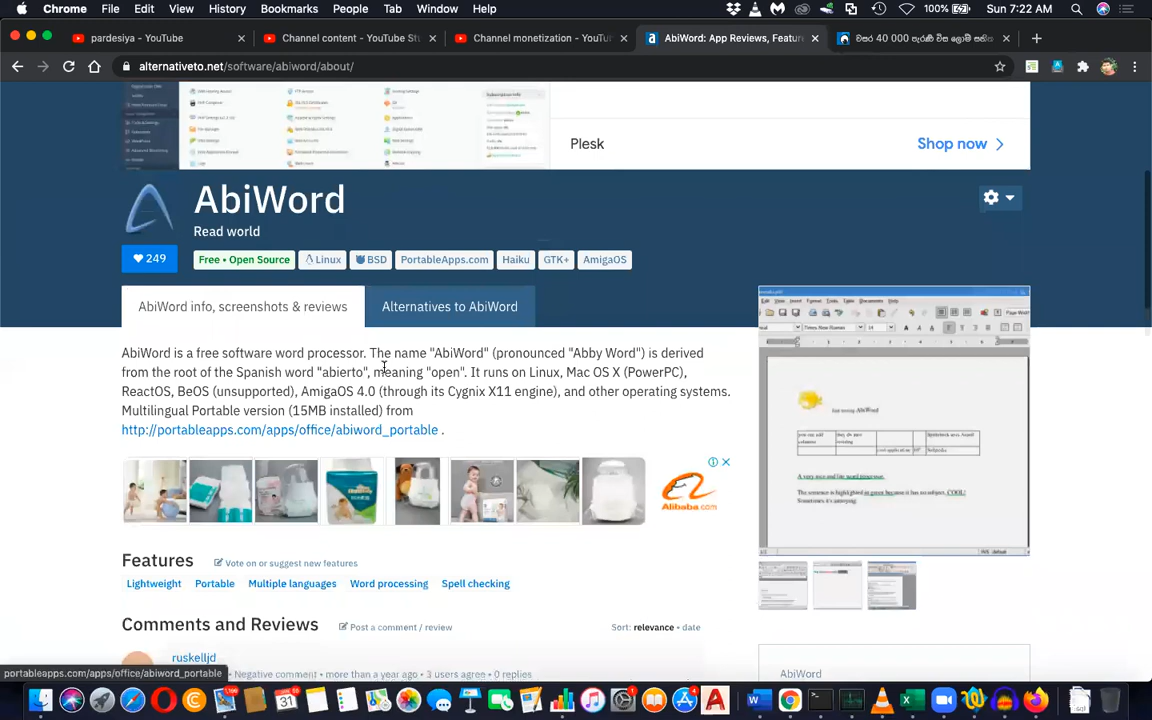 Chrome File Edit View History Bookmarks People Tab Window Help 100% Sun 7:22 AM
pardesiya - YouTube
Channel content - YouTube St
Channel monetization - YouTu
AbiWord: App Reviews, Featur
වසර 40 000 පැරණි
alternativeto.net/software/abiword/about/
Plesk
Shop now
AbiWord
Read world
249
Free • Open Source Linux BSD PortableApps.com Haiku GTK+ AmigaOS
AbiWord info, screenshots & reviews
Alternatives to AbiWord
AbiWord is a free software word processor. The name "AbiWord" (pronounced "Abby Word") is derived
from the root of the Spanish word "abierto", meaning "open". It runs on Linux, Mac OS X (PowerPC),
ReactOS, BeOS (unsupported), AmigaOS 4.0 (through its Cygnix X11 engine), and other operating systems.
Multilingual Portable version (15MB installed) from
http://portableapps.com/apps/office/abiword_portable .
Alibaba.com
Features Vote on or suggest new features
Lightweight Portable Multiple languages Word processing Spell checking
Comments and Reviews Post a comment / review Sort: relevance • date
ruskelljd
Negative comment • more than a year ago • 3 users agree • 0 replies
AbiWord
portableapps.com/apps/office/abiword_portable